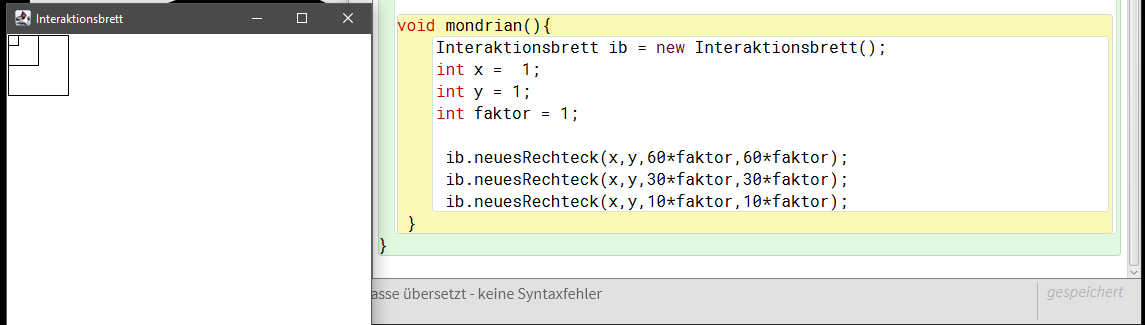 Interaktionsbrett
void mondrian(){
Interaktionsbrett ib = new Interaktionsbrett();
int x =  1;
int y = 1;
int faktor = 1;
ib.neuesRechteck(x,y,60*faktor,60*faktor);
ib.neuesRechteck(x,y,30*faktor,30*faktor);
ib.neuesRechteck(x,y,10*faktor,10*faktor);
}
}
asse übersetzt - keine Syntaxfehler
gespeichert